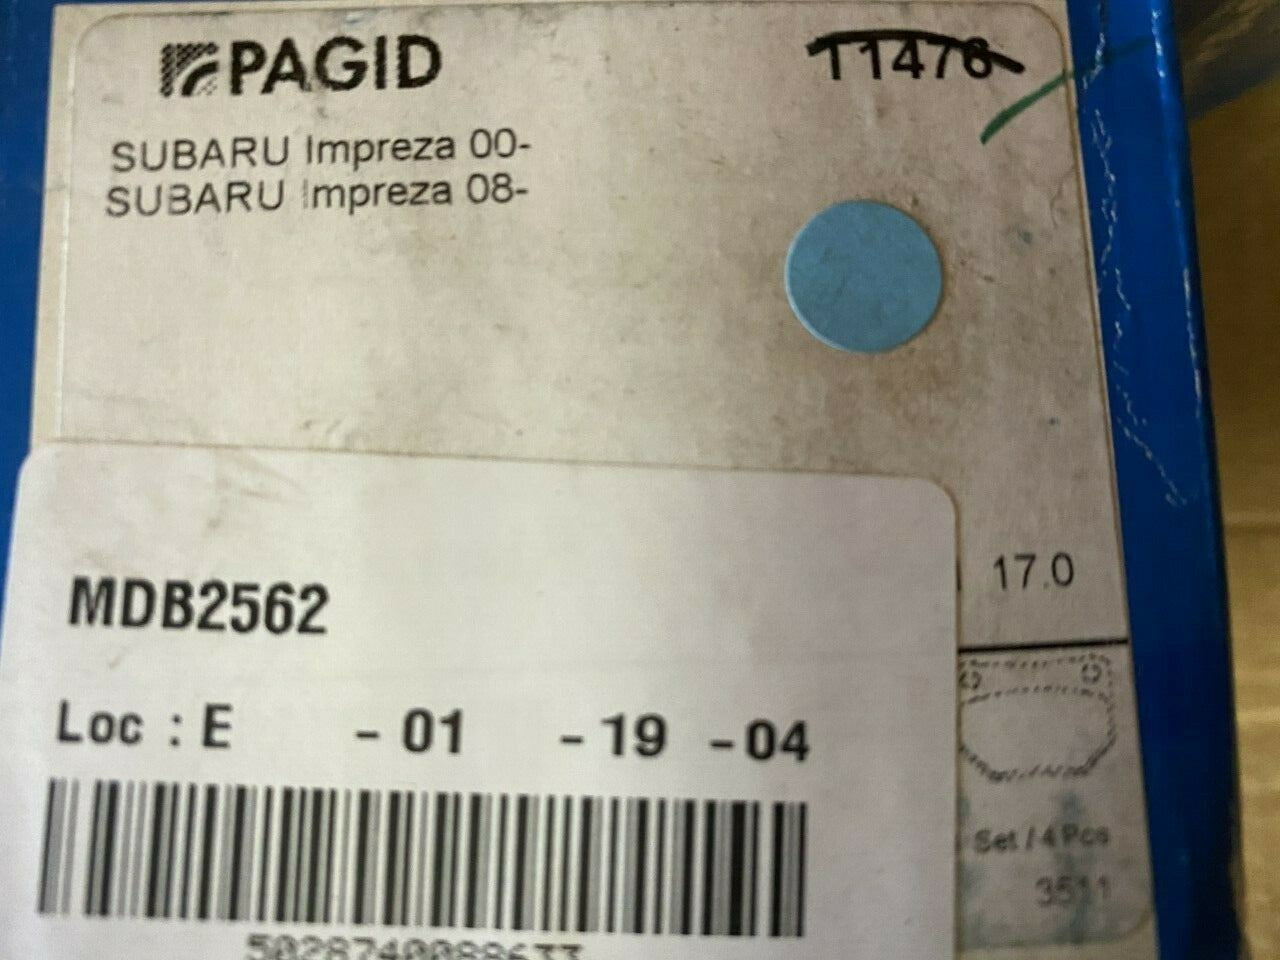 PAGID
T1476
SUBARU Impreza 00-
SUBARU Impreza 08-
17.0
MDB2562
Loc : E - 01 - 19 - 04
Set / 4 Pcs
3511